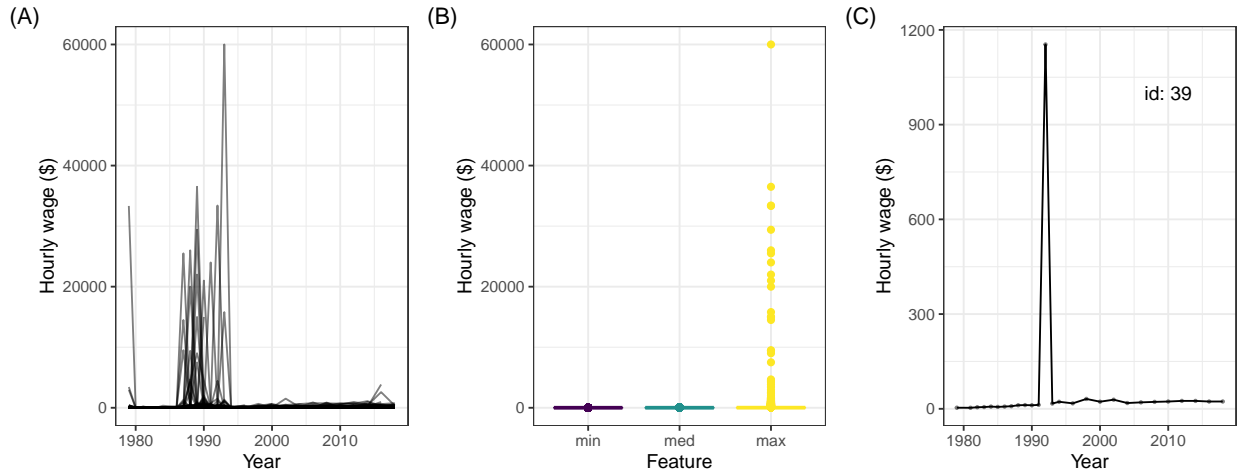 (A)
Hourly wage ($)
60000
40000
20000
0
1980 1990 2000 2010
Year
(B)
Hourly wage ($)
60000
40000
20000
0
min med max
Feature
(C)
Hourly wage ($)
1200
900
600
300
0
id: 39
1980 1990 2000 2010
Year